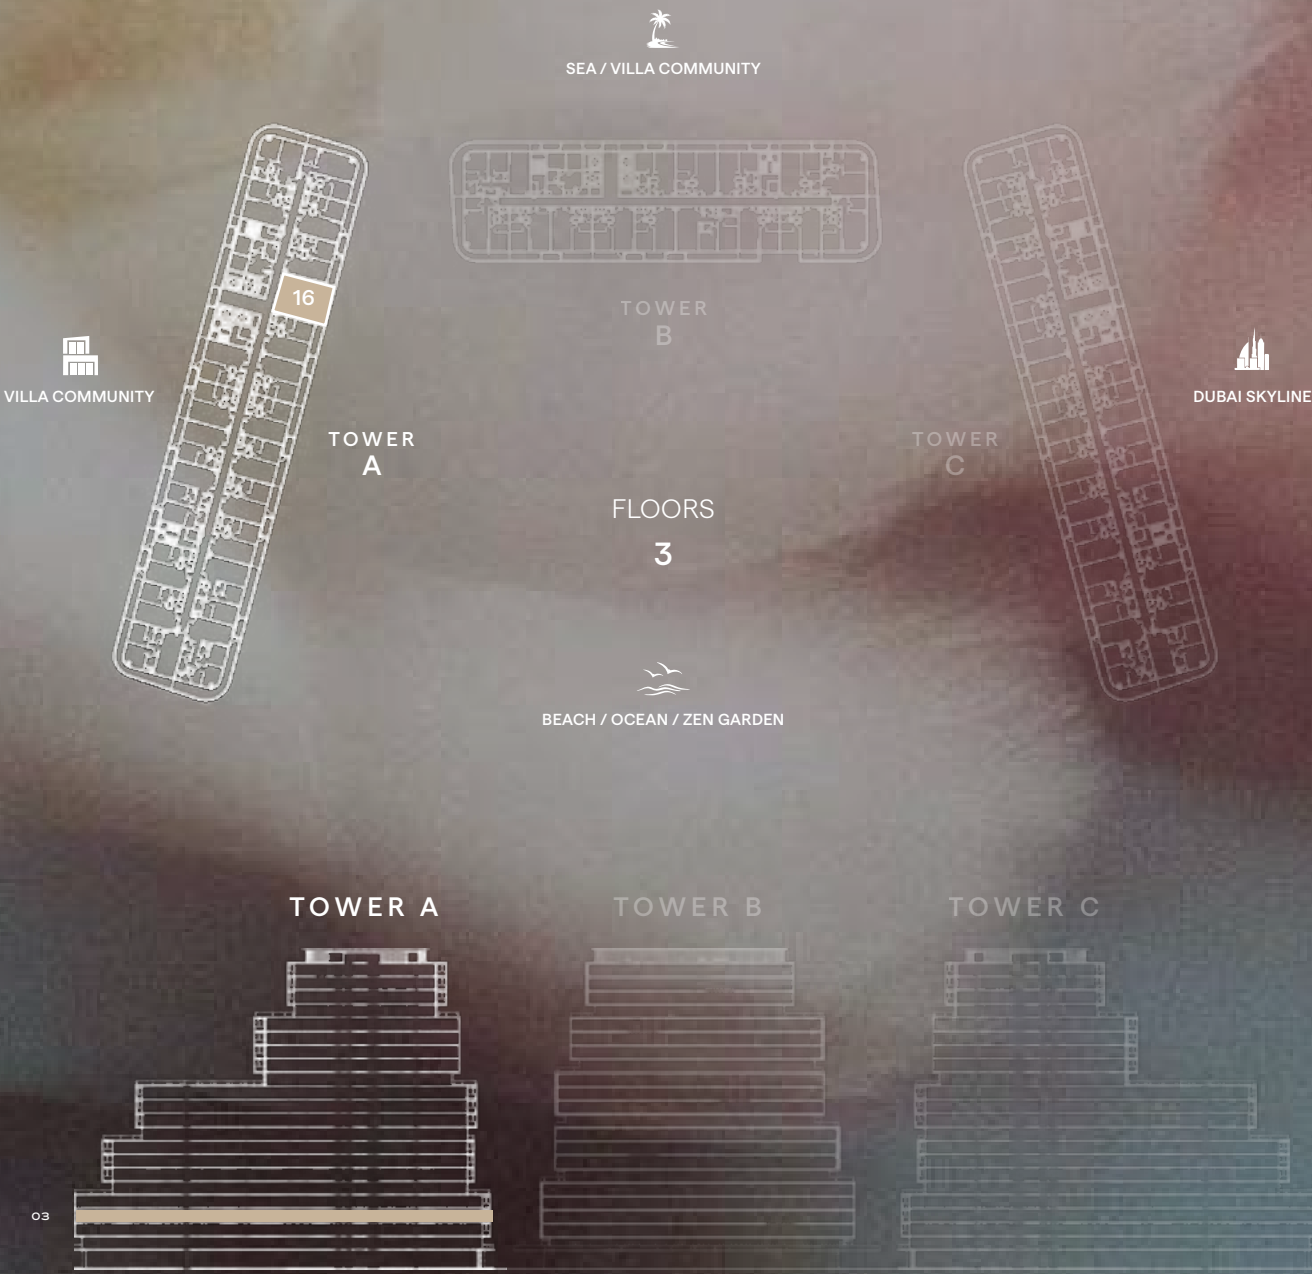 SEA / VILLA COMMUNITY
16
TOWER
B
VILLA COMMUNITY
DUBAI SKYLINE
TOWER
A
TOWER
C
FLOORS
3
BEACH / OCEAN / ZEN GARDEN
TOWER A
TOWER B
TOWER C
03